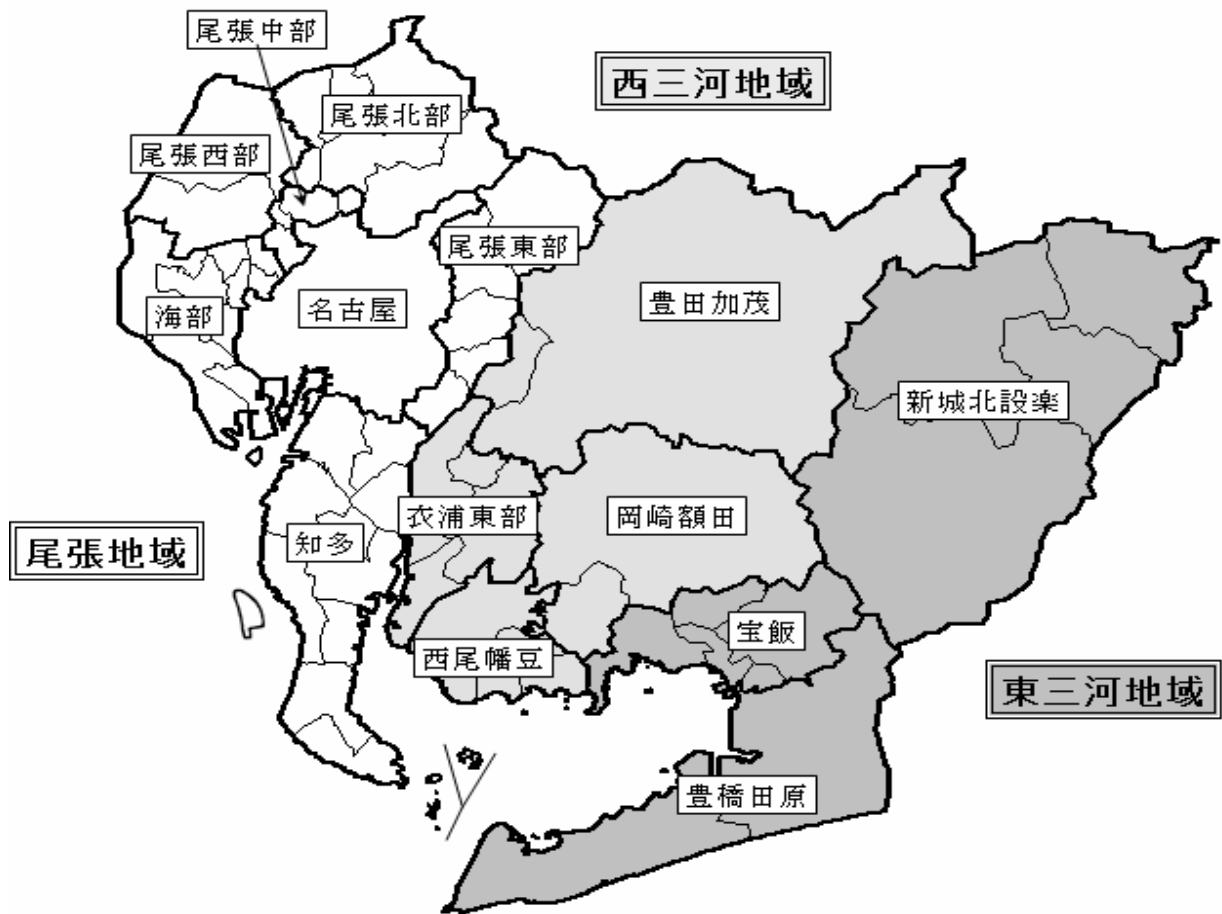 尾張中部
西三河地域
尾張北部
尾張西部
尾張東部
海部
名古屋
豊田加茂
新城北設楽
衣浦東部
岡崎額田
尾張地域
知多
宝飯
西尾幡豆
東三河地域
豊橋田原